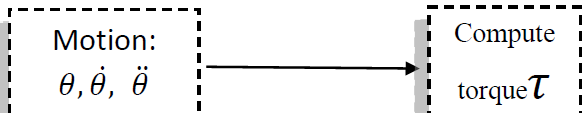 Motion:
θ, θ̇, θ̈
Compute
torque τ